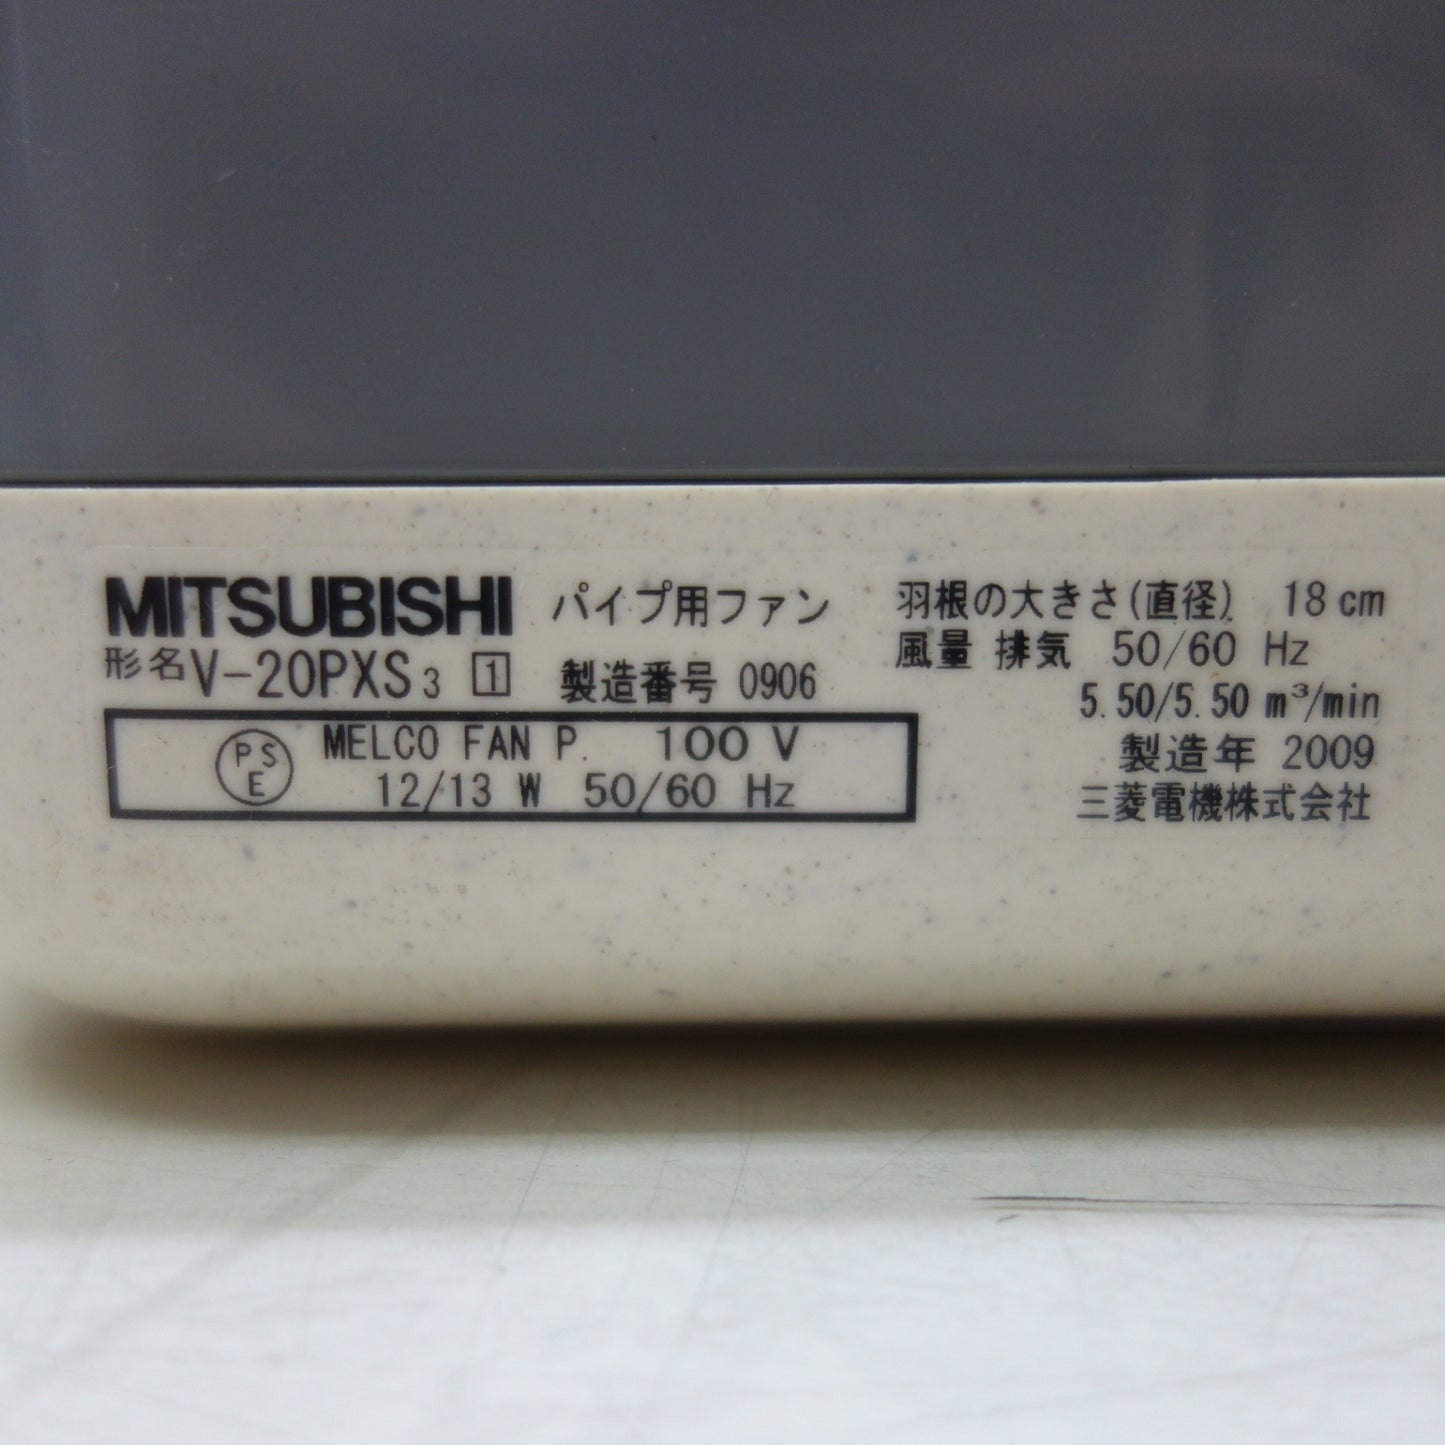 MITSUBISHI パイプ用ファン
形名 V-20PXS3 1 製造番号 0906
PSE MELCO FAN P. 100 V
12/13 W 50/60 Hz
羽根の大きさ(直径) 18 cm
風量 排気 50/60 Hz
5.50/5.50 m³/min
製造年 2009
三菱電機株式会社